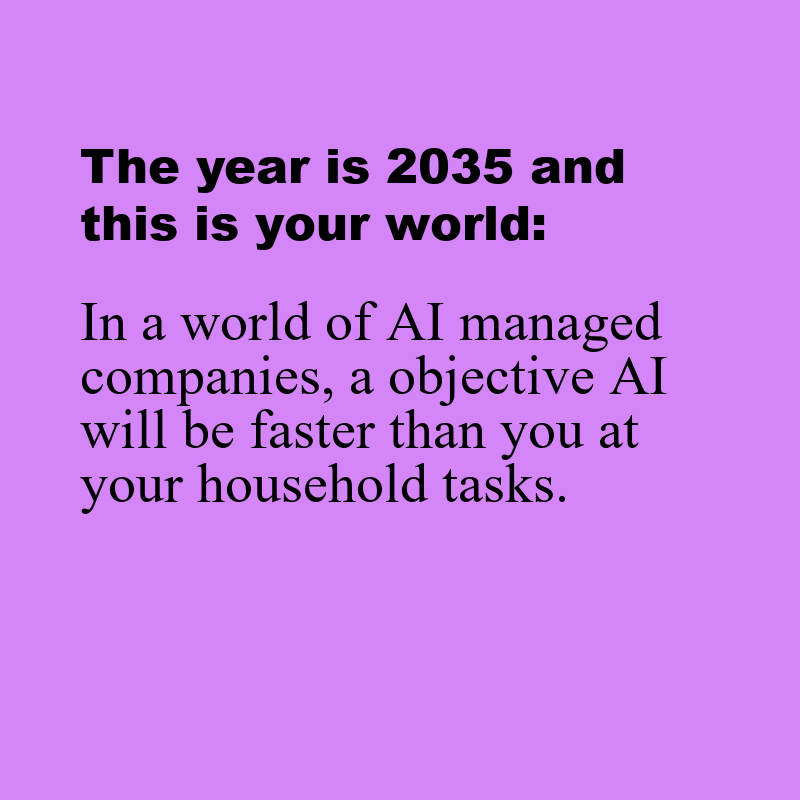 The year is 2035 and
this is your world:
In a world of AI managed
companies, a objective AI
will be faster than you at
your household tasks.